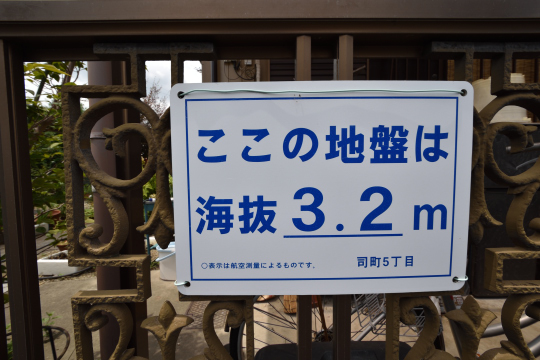 ここの地盤は
海抜 3.2m
○表示は航空測量によるものです。
司町5丁目